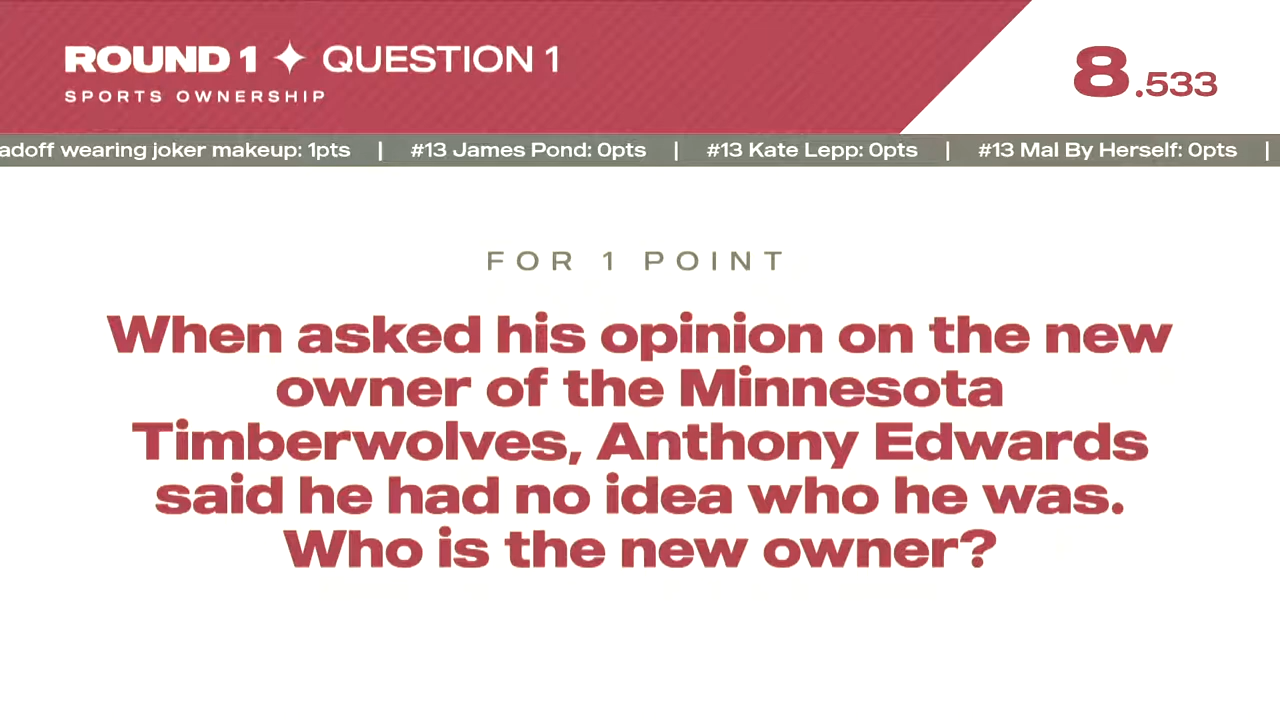 ROUND 1 ✦ QUESTION 1
SPORTS OWNERSHIP
8.533
adoff wearing joker makeup: 1pts | #13 James Pond: 0pts | #13 Kate Lepp: 0pts | #13 Mal By Herself: 0pts |
FOR 1 POINT
When asked his opinion on the new
owner of the Minnesota
Timberwolves, Anthony Edwards
said he had no idea who he was.
Who is the new owner?